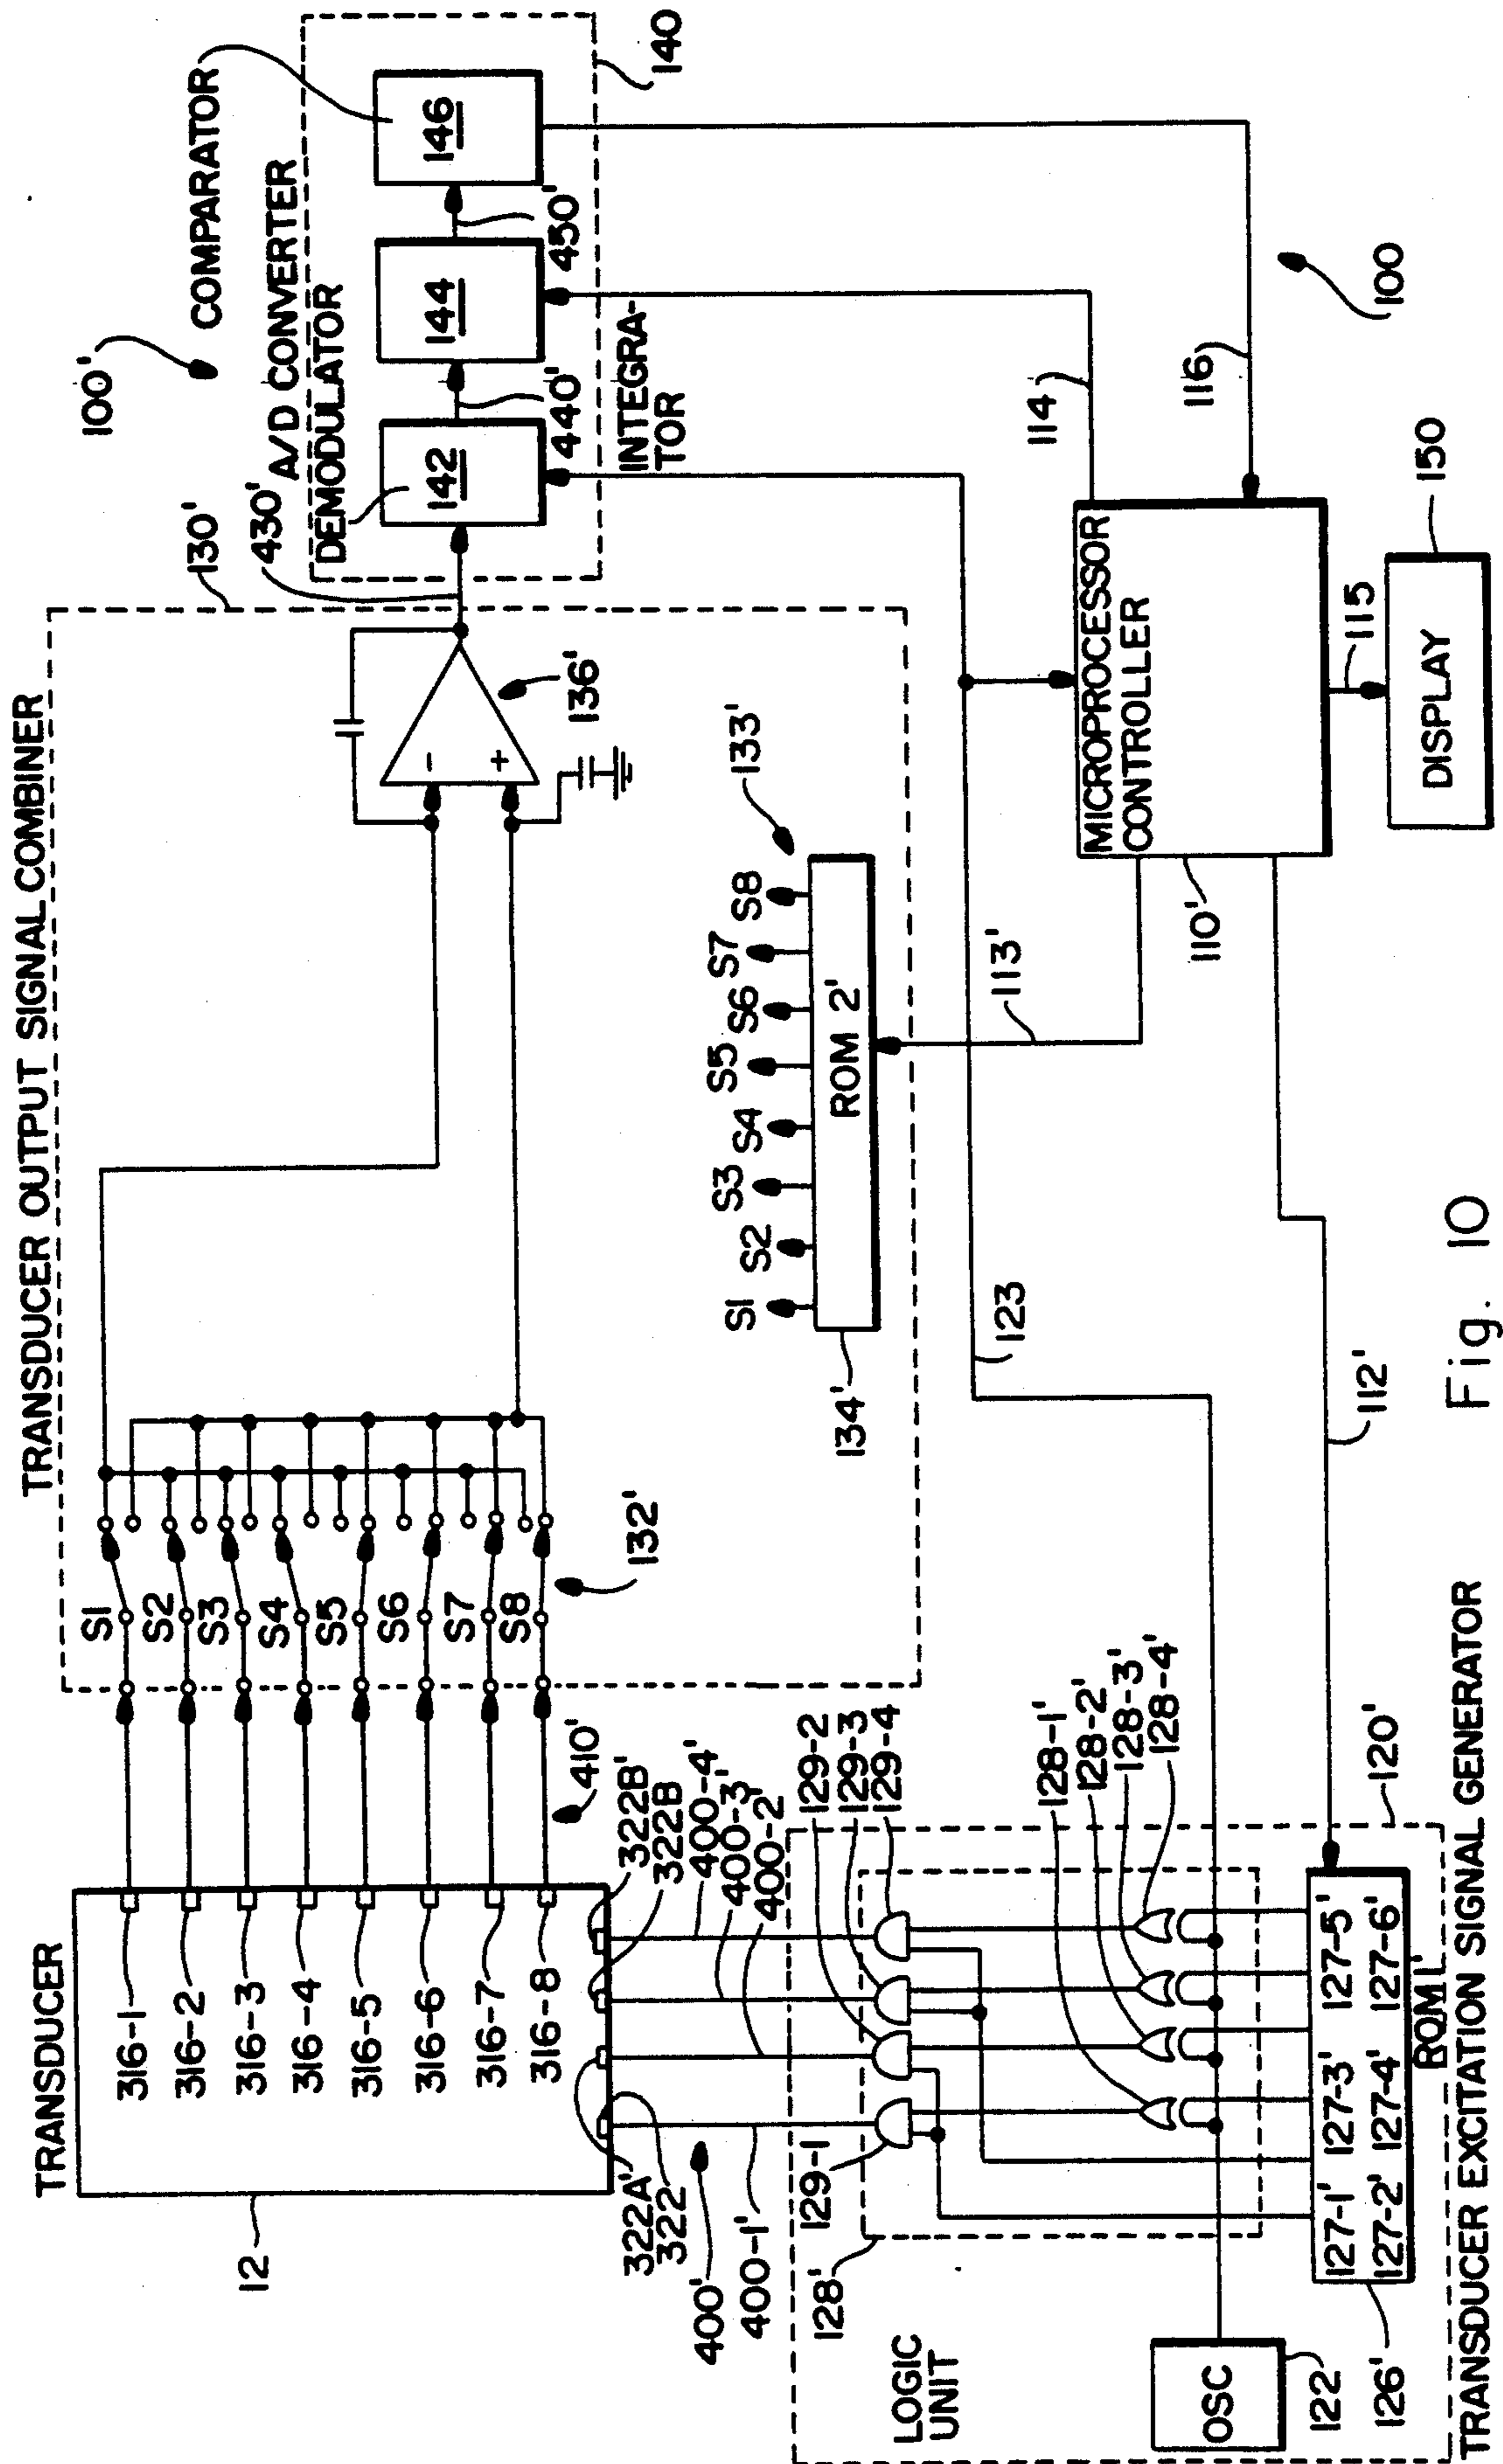 TRANSDUCER
12
316-1
316-2
316-3
316-4
316-5
316-6
316-7
316-8
322A'
322
322B'
322B
400'
400-1'
400-4'
400-3'
400-2'
410'
TRANSDUCER OUTPUT SIGNAL COMBINER
S1
S2
S3
S4
S5
S6
S7
S8
132'
130'
-
+
136'
430'
133'
S1
S2
S3
S4
S5
S6
S7
S8
ROM 2'
134'
100'
COMPARATOR
A/D CONVERTER
DEMODULATOR
142
144
146
440'
450'
INTEGRA-
TOR
140
LOGIC
UNIT
128'
129-1
129-2
129-3
129-4
128-1'
128-2'
128-3'
128-4'
OSC
122
127-1'
127-3'
127-5'
127-2'
127-4'
127-6'
ROM1'
126'
120'
TRANSDUCER EXCITATION SIGNAL GENERATOR
123
113'
112'
110'
MICROPROCESSOR
CONTROLLER
114
116
115
DISPLAY
150
100
Fig. 10